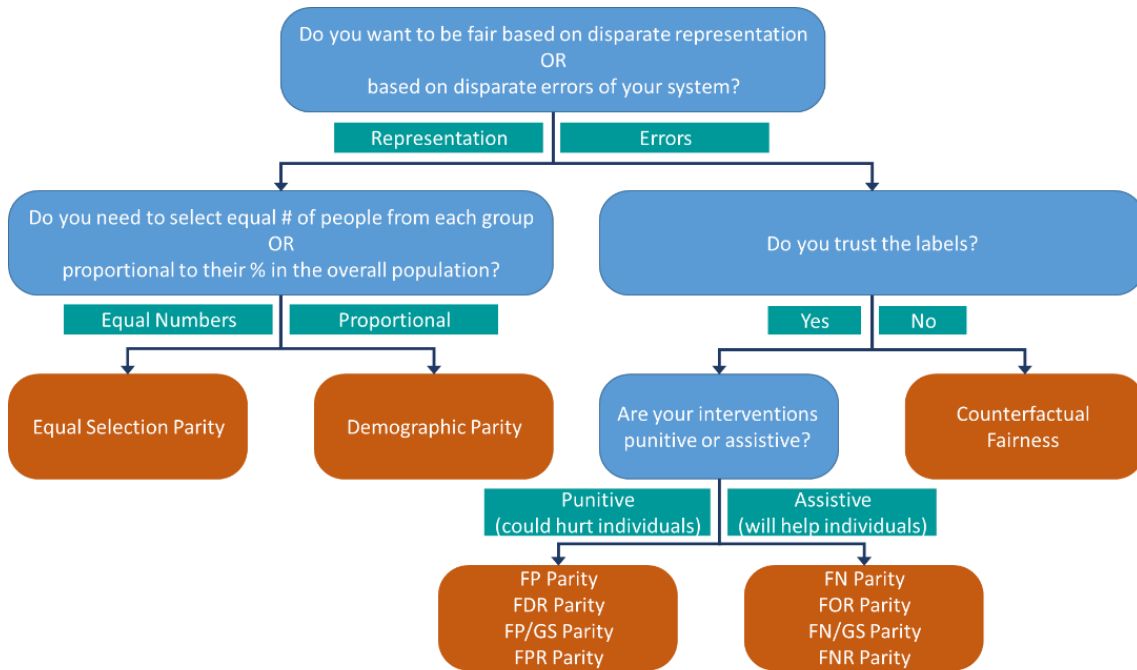 Do you want to be fair based on disparate representation
OR
based on disparate errors of your system?
Representation
Errors
Do you need to select equal # of people from each group
OR
proportional to their % in the overall population?
Do you trust the labels?
Equal Numbers
Proportional
Yes
No
Equal Selection Parity
Demographic Parity
Are your interventions
punitive or assistive?
Counterfactual
Fairness
Punitive
(could hurt individuals)
Assistive
(will help individuals)
FP Parity
FDR Parity
FP/GS Parity
FPR Parity
FN Parity
FOR Parity
FN/GS Parity
FNR Parity